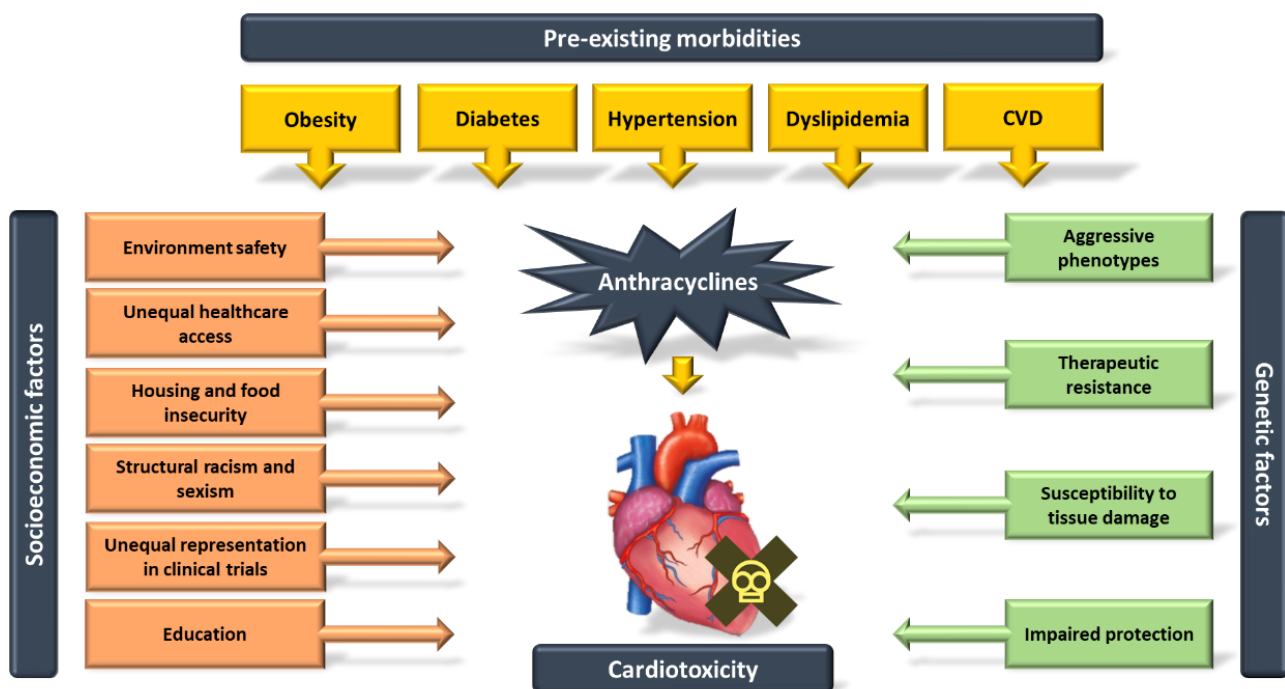 Pre-existing morbidities
Obesity
Diabetes
Hypertension
Dyslipidemia
CVD
Socioeconomic factors
Environment safety
Unequal healthcare
access
Housing and food
insecurity
Structural racism and
sexism
Unequal representation
in clinical trials
Education
Anthracyclines
Cardiotoxicity
Aggressive
phenotypes
Therapeutic
resistance
Susceptibility to
tissue damage
Impaired protection
Genetic factors